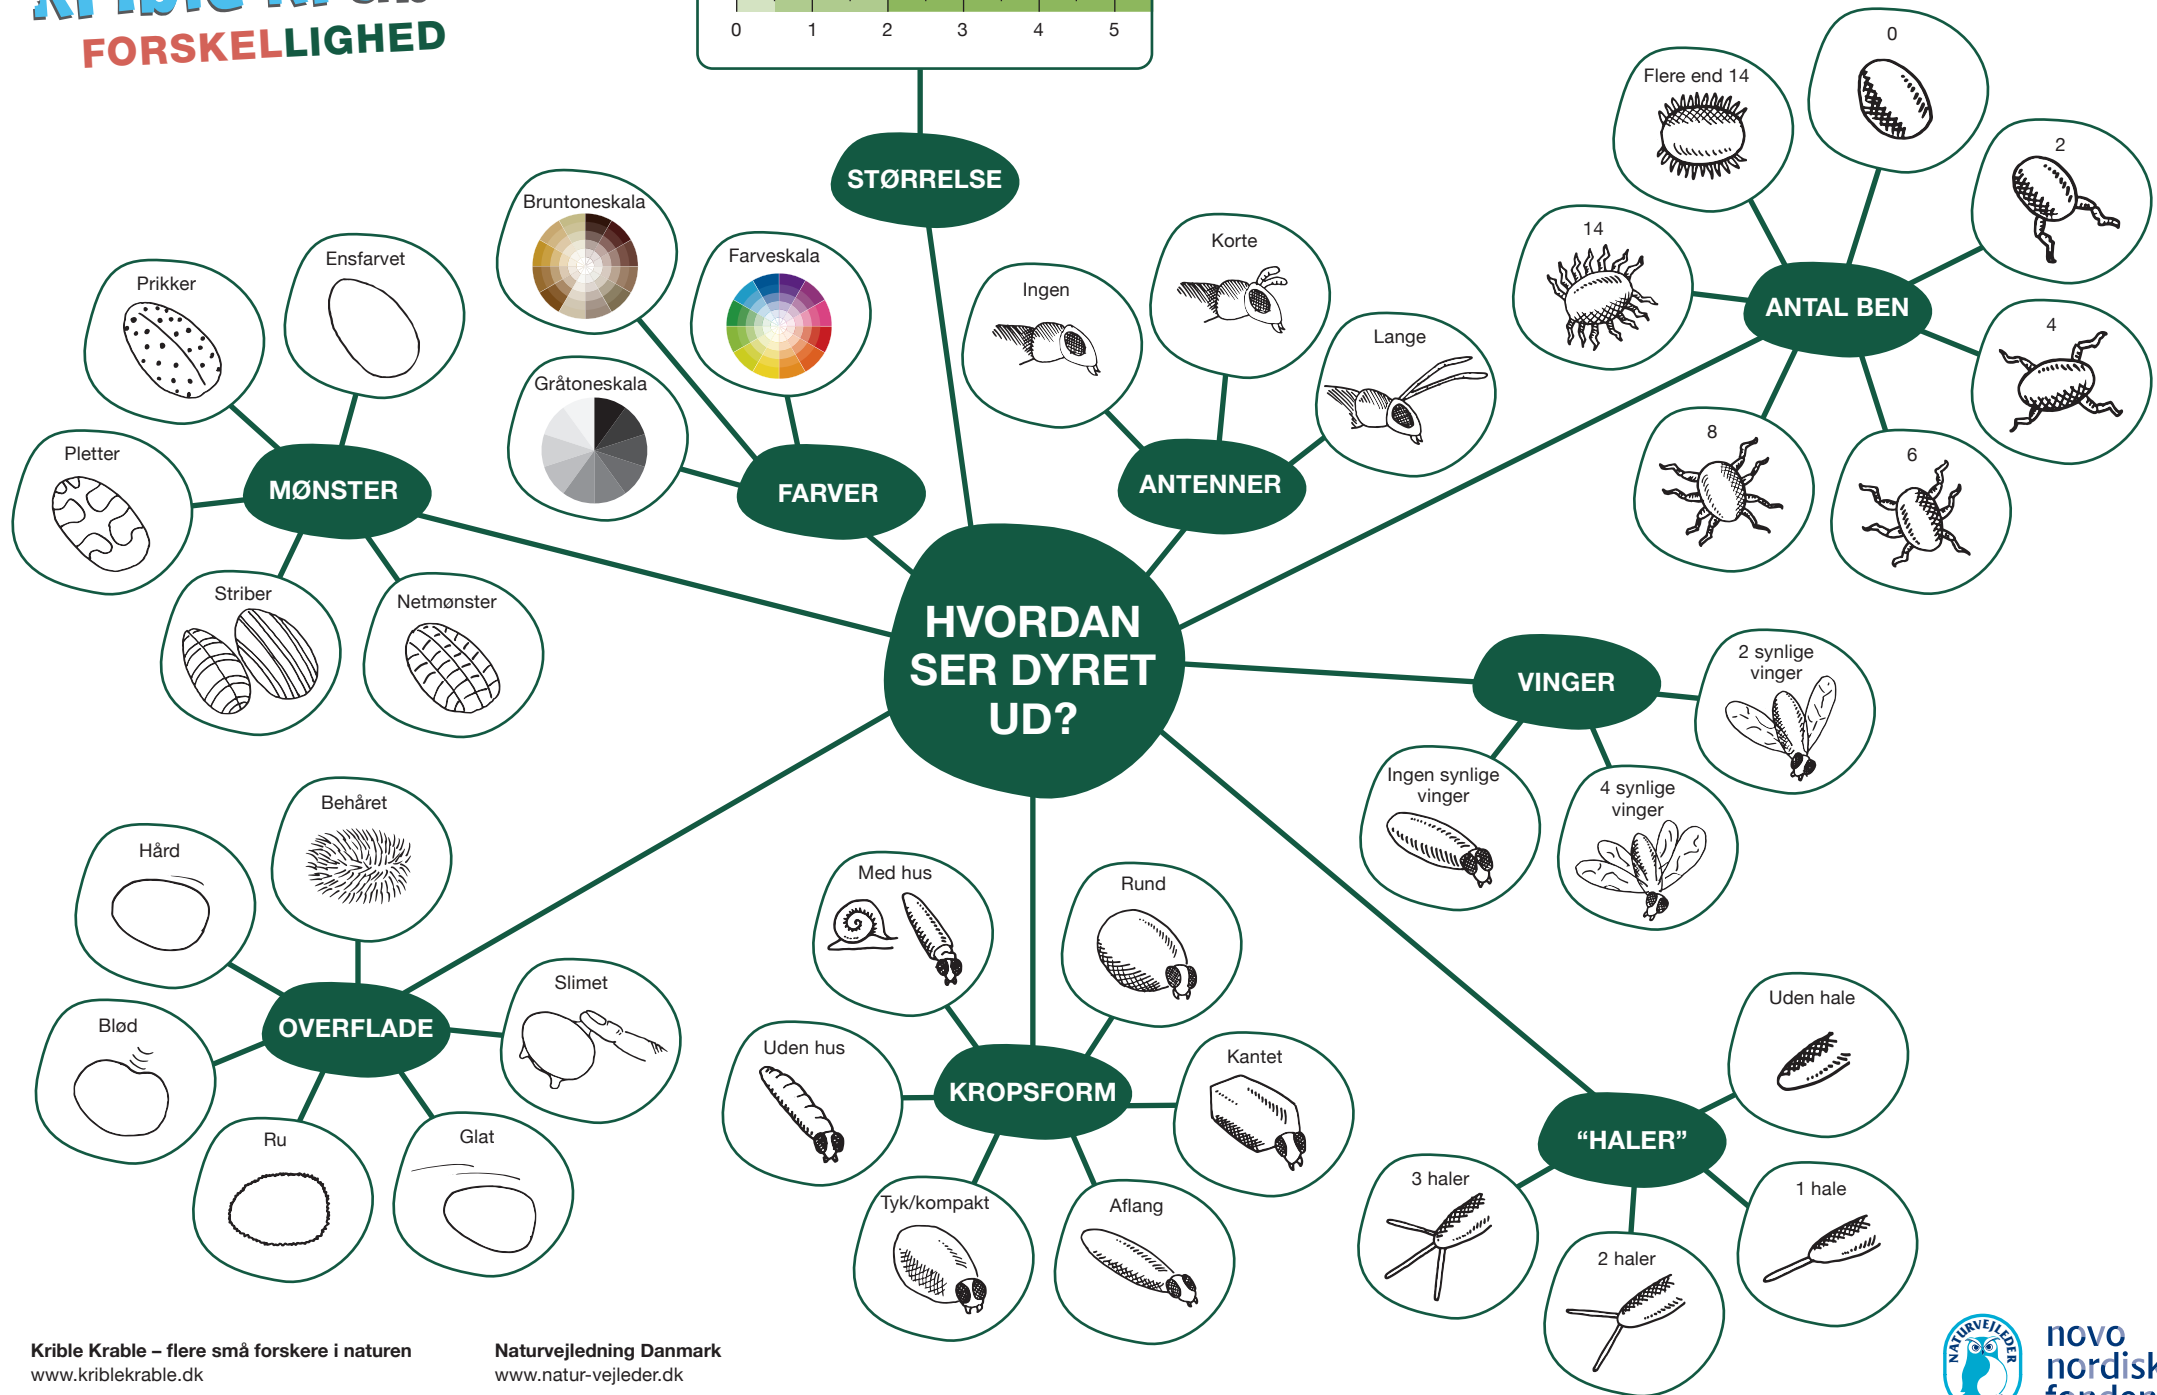 FORSKELLIGHED
0 1 2 3 4 5
STØRRELSE
Bruntoneskala
Farveskala
Gråtoneskala
FARVER
Prikker
Ensfarvet
Pletter
MØNSTER
Striber
Netmønster
Ingen
Korte
Lange
ANTENNER
Flere end 14
0
2
14
ANTAL BEN
4
8
6
HVORDAN
SER DYRET
UD?
VINGER
2 synlige
vinger
Ingen synlige
vinger
4 synlige
vinger
Behåret
Hård
Slimet
Blød
OVERFLADE
Ru
Glat
Med hus
Rund
Uden hus
Kantet
KROPSFORM
Tyk/kompakt
Aflang
Uden hale
“HALER”
3 haler
1 hale
2 haler
Krible Krable – flere små forskere i naturen
www.kriblekrable.dk
Naturvejledning Danmark
www.natur-vejleder.dk
NATURVEJLEDER
novo
nordisk
fonden